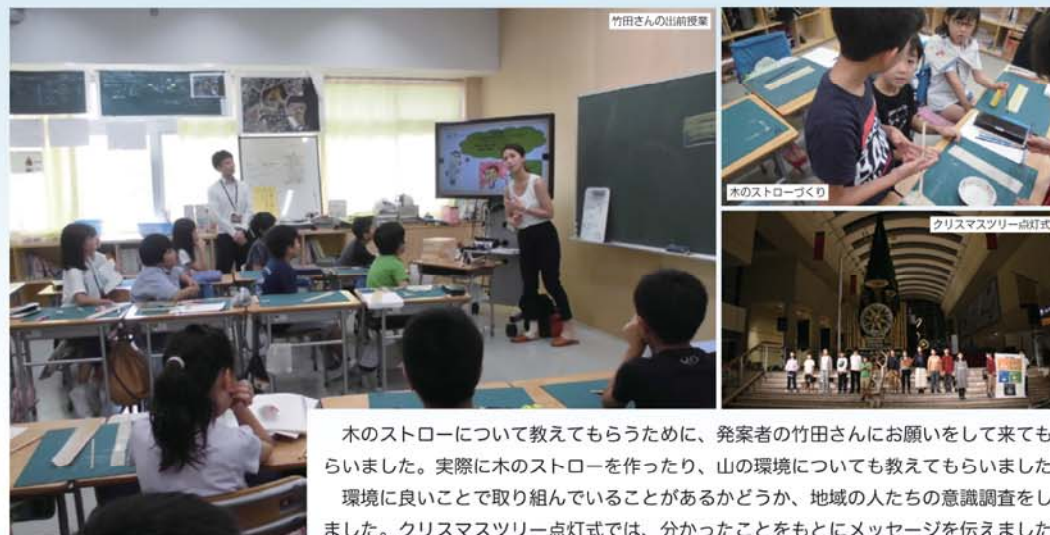 竹田さんの出前授業
木のストローづくり
クリスマスツリー点灯式
木のストローについて教えてもらうために、発案者の竹田さんにお願いをして来ても
らいました。実際に木のストローを作ったり、山の環境についても教えてもらいました
環境に良いことで取り組んでいることがあるかどうか、地域の人たちの意識調査をし
ました。クリスマスツリー点灯式では、分かったことをもとにメッセージを伝えました